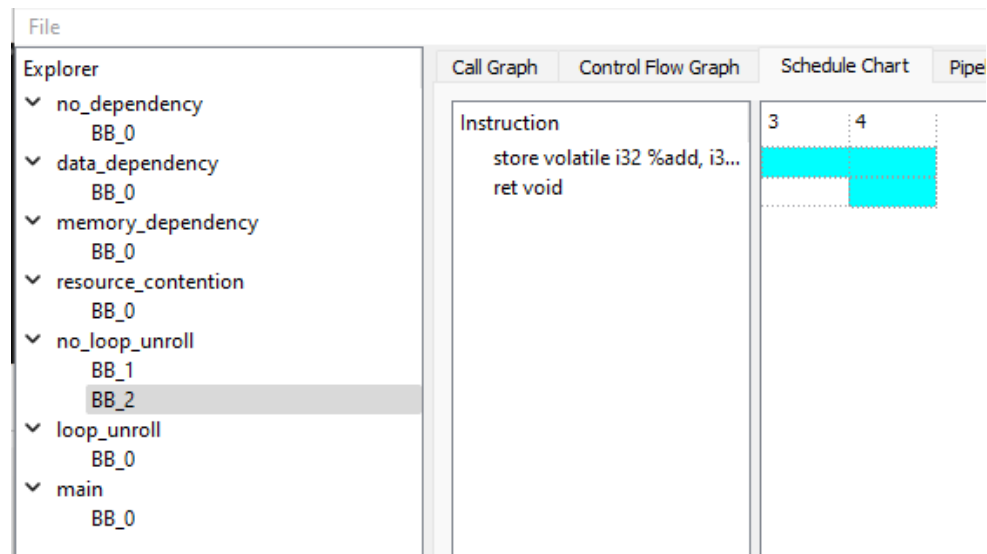 File
Explorer
no_dependency
BB_0
data_dependency
BB_0
memory_dependency
BB_0
resource_contention
BB_0
no_loop_unroll
BB_1
BB_2
loop_unroll
BB_0
main
BB_0
Call Graph Control Flow Graph Schedule Chart Pipel
Instruction 3 4
store volatile i32 %add, i3...
ret void